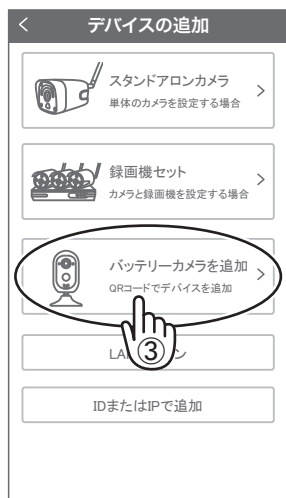 < デバイスの追加
スタンドアロンカメラ >
単体のカメラを設定する場合
録画機セット >
カメラと録画機を設定する場合
バッテリーカメラを追加 >
QRコードでデバイスを追加
③
IDまたはIPで追加